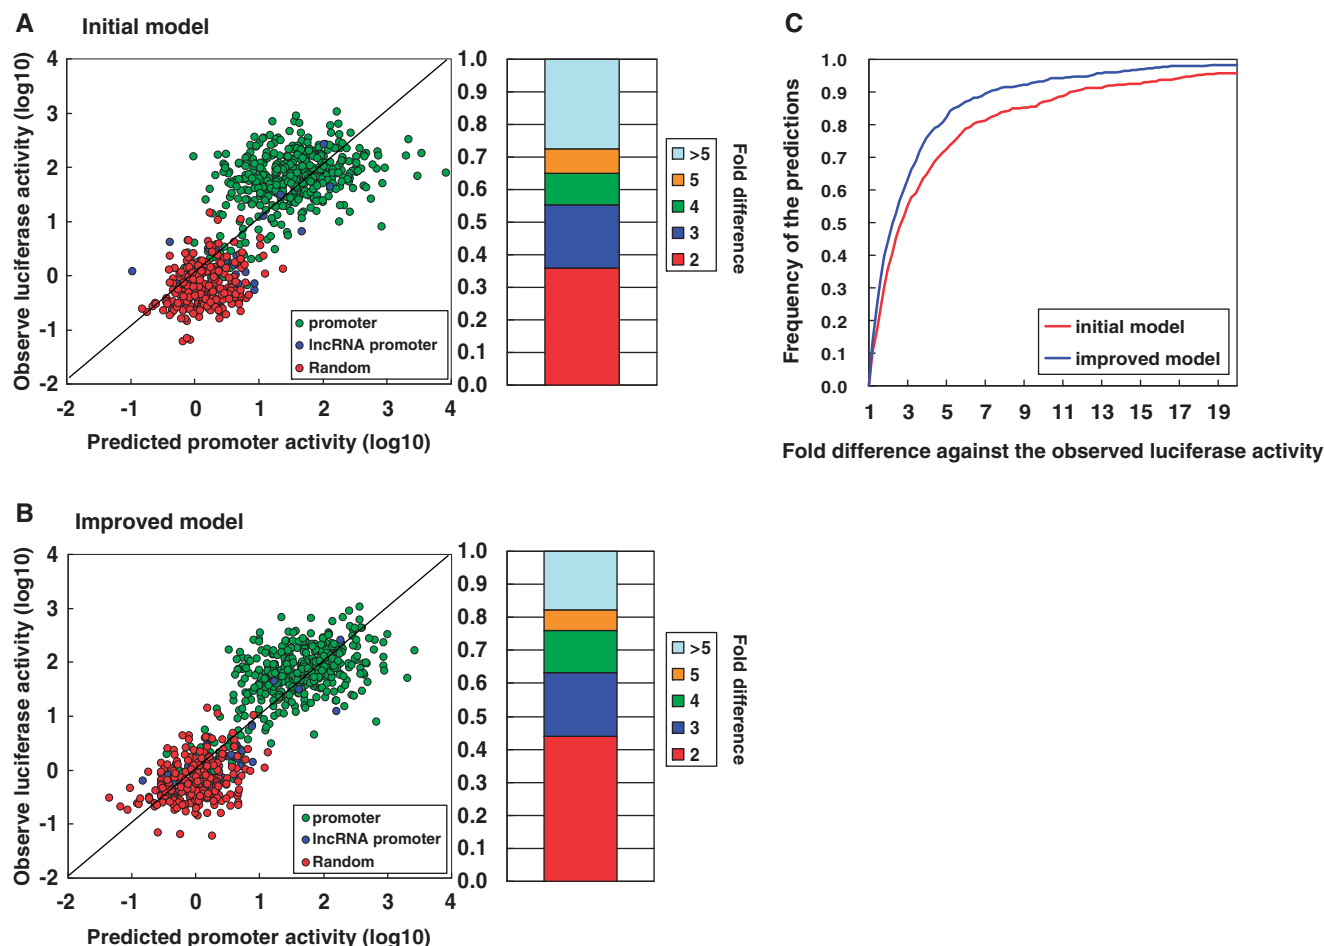 A
Initial model
Observe luciferase activity (log10)
4
3
2
1
0
-1
-2
-2 -1 0 1 2 3 4
Predicted promoter activity (log10)
promoter
lncRNA promoter
Random
1.0
0.9
0.8
0.7
0.6
0.5
0.4
0.3
0.2
0.1
0.0
>5
5
4
3
2
Fold difference
B
Improved model
Observe luciferase activity (log10)
4
3
2
1
0
-1
-2
-2 -1 0 1 2 3 4
Predicted promoter activity (log10)
promoter
lncRNA promoter
Random
1.0
0.9
0.8
0.7
0.6
0.5
0.4
0.3
0.2
0.1
0.0
>5
5
4
3
2
Fold difference
C
Frequency of the predictions
1.0
0.9
0.8
0.7
0.6
0.5
0.4
0.3
0.2
0.1
0.0
1 3 5 7 9 11 13 15 17 19
Fold difference against the observed luciferase activity
initial model
improved model